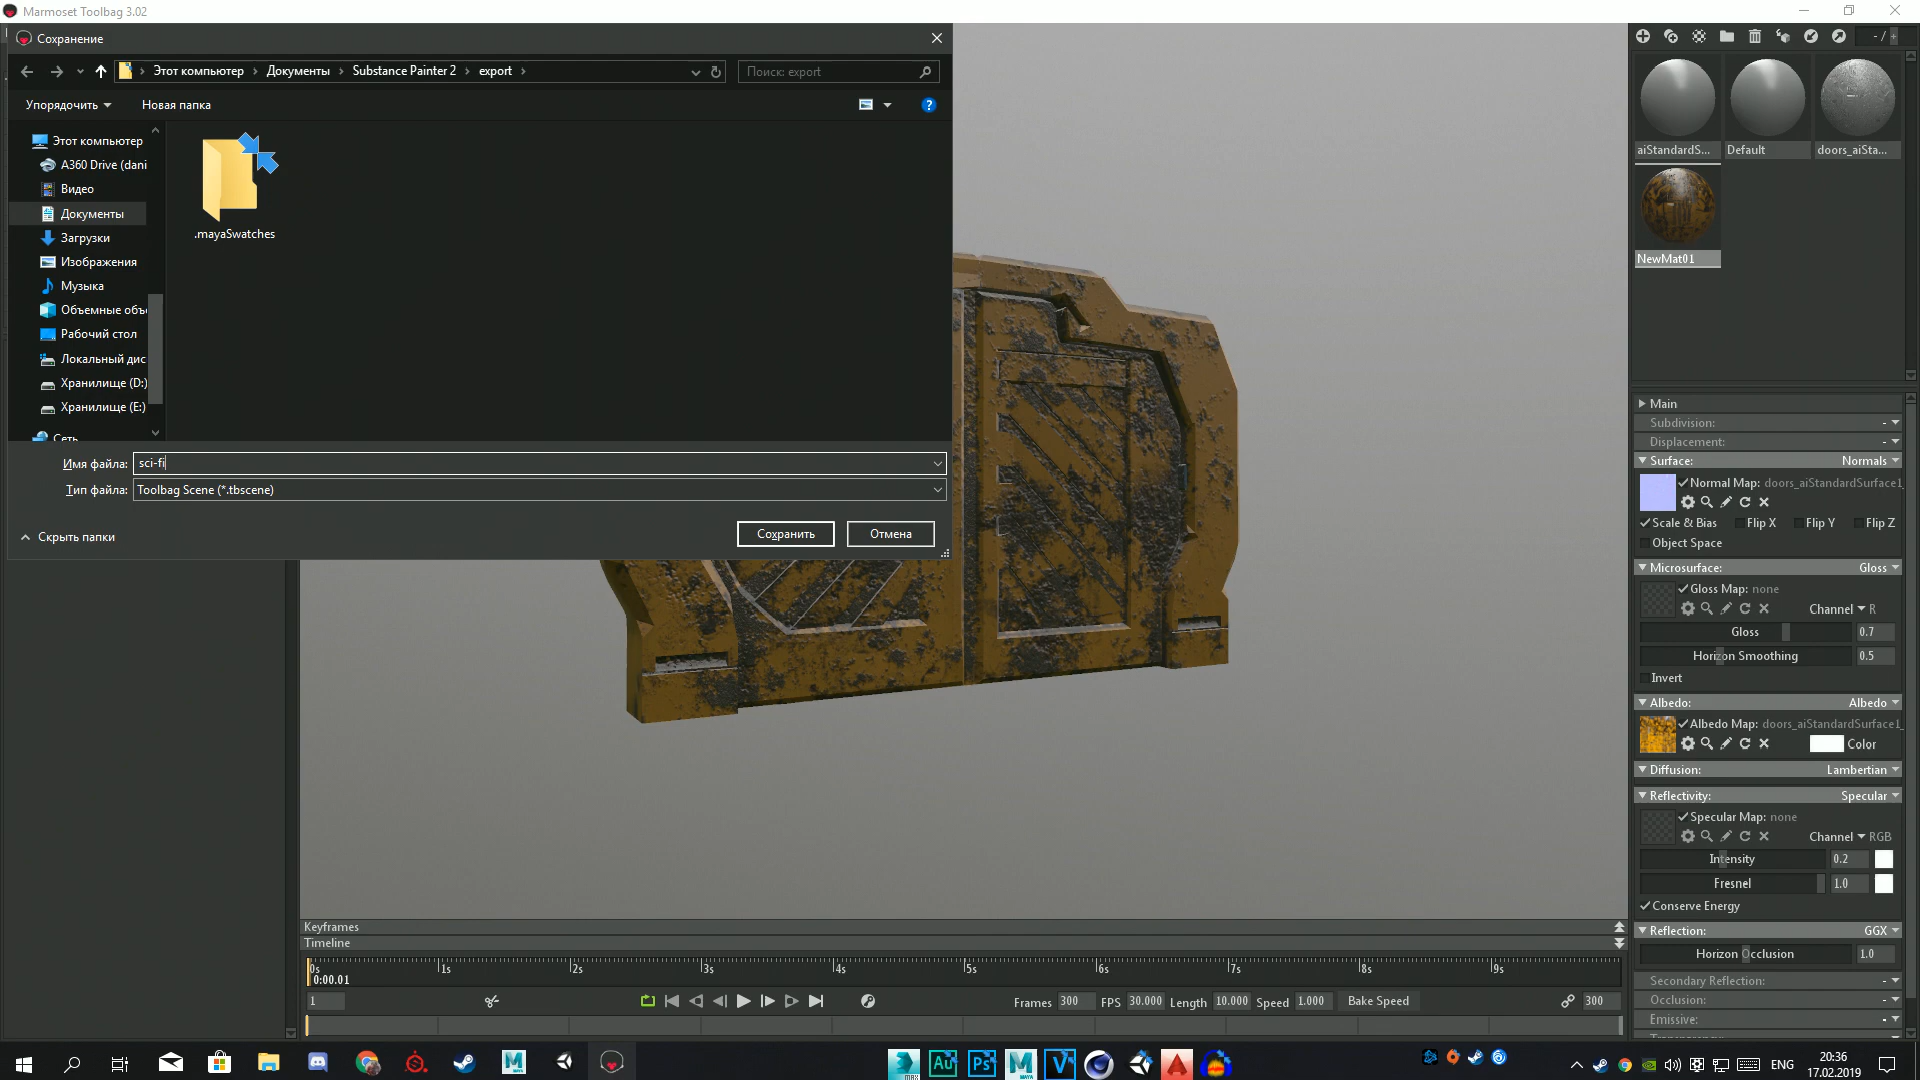 Marmoset Toolbag 3.02
Сохранение
Этот компьютер
Документы
Substance Painter 2
export
Поиск: export
Упорядочить
Новая папка
Этот компьютер
A360 Drive (dani
Видео
Документы
Загрузки
Изображения
Музыка
Объемные объ
Рабочий стол
Локальный дис
Хранилище (D:)
Хранилище (E:)
Сеть
.mayaSwatches
Имя файла:
sci-fi
Тип файла:
Toolbag Scene (*.tbscene)
Скрыть папки
Сохранить
Отмена
- / +
aiStandardS...
Default
doors_aiSta...
NewMat01
Main
Subdivision:
-
Displacement:
-
Surface:
Normals
Normal Map:
doors_aiStandardSurface1_
Scale & Bias
Flip X
Flip Y
Flip Z
Object Space
Microsurface:
Gloss
Gloss Map:
none
Channel
R
Gloss
0.7
Horizon Smoothing
0.5
Invert
Albedo:
Albedo
Albedo Map:
doors_aiStandardSurface1_
Color
Diffusion:
Lambertian
Reflectivity:
Specular
Specular Map:
none
Channel
RGB
Intensity
0.2
Fresnel
1.0
Conserve Energy
Reflection:
GGX
Horizon Occlusion
1.0
Secondary Reflection:
-
Occlusion:
-
Emissive:
-
Keyframes
Timeline
0s
1s
2s
3s
4s
5s
6s
7s
8s
9s
0:00.01
1
Frames
300
FPS
30.000
Length
10.000
Speed
1.000
Bake Speed
300
MAYA
MAX
Au
Ps
MAYA
ENG
20:36
17.02.2019